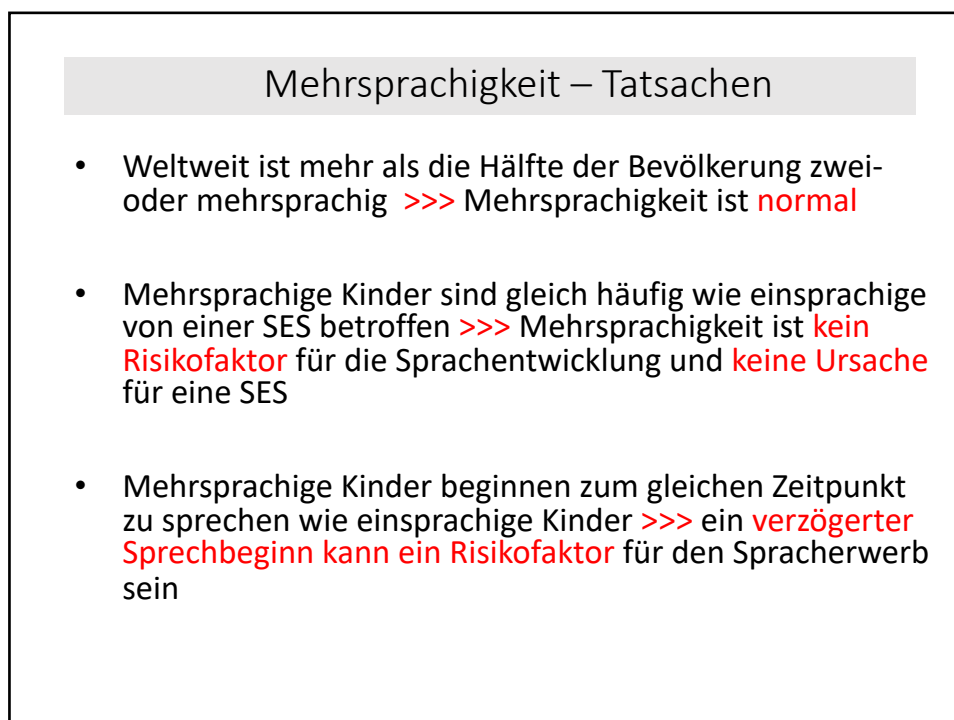 Mehrsprachigkeit – Tatsachen
• Weltweit ist mehr als die Hälfte der Bevölkerung zwei-
oder mehrsprachig >>> Mehrsprachigkeit ist normal
• Mehrsprachige Kinder sind gleich häufig wie einsprachige
von einer SES betroffen >>> Mehrsprachigkeit ist kein
Risikofaktor für die Sprachentwicklung und keine Ursache
für eine SES
• Mehrsprachige Kinder beginnen zum gleichen Zeitpunkt
zu sprechen wie einsprachige Kinder >>> ein verzögerter
Sprechbeginn kann ein Risikofaktor für den Spracherwerb
sein